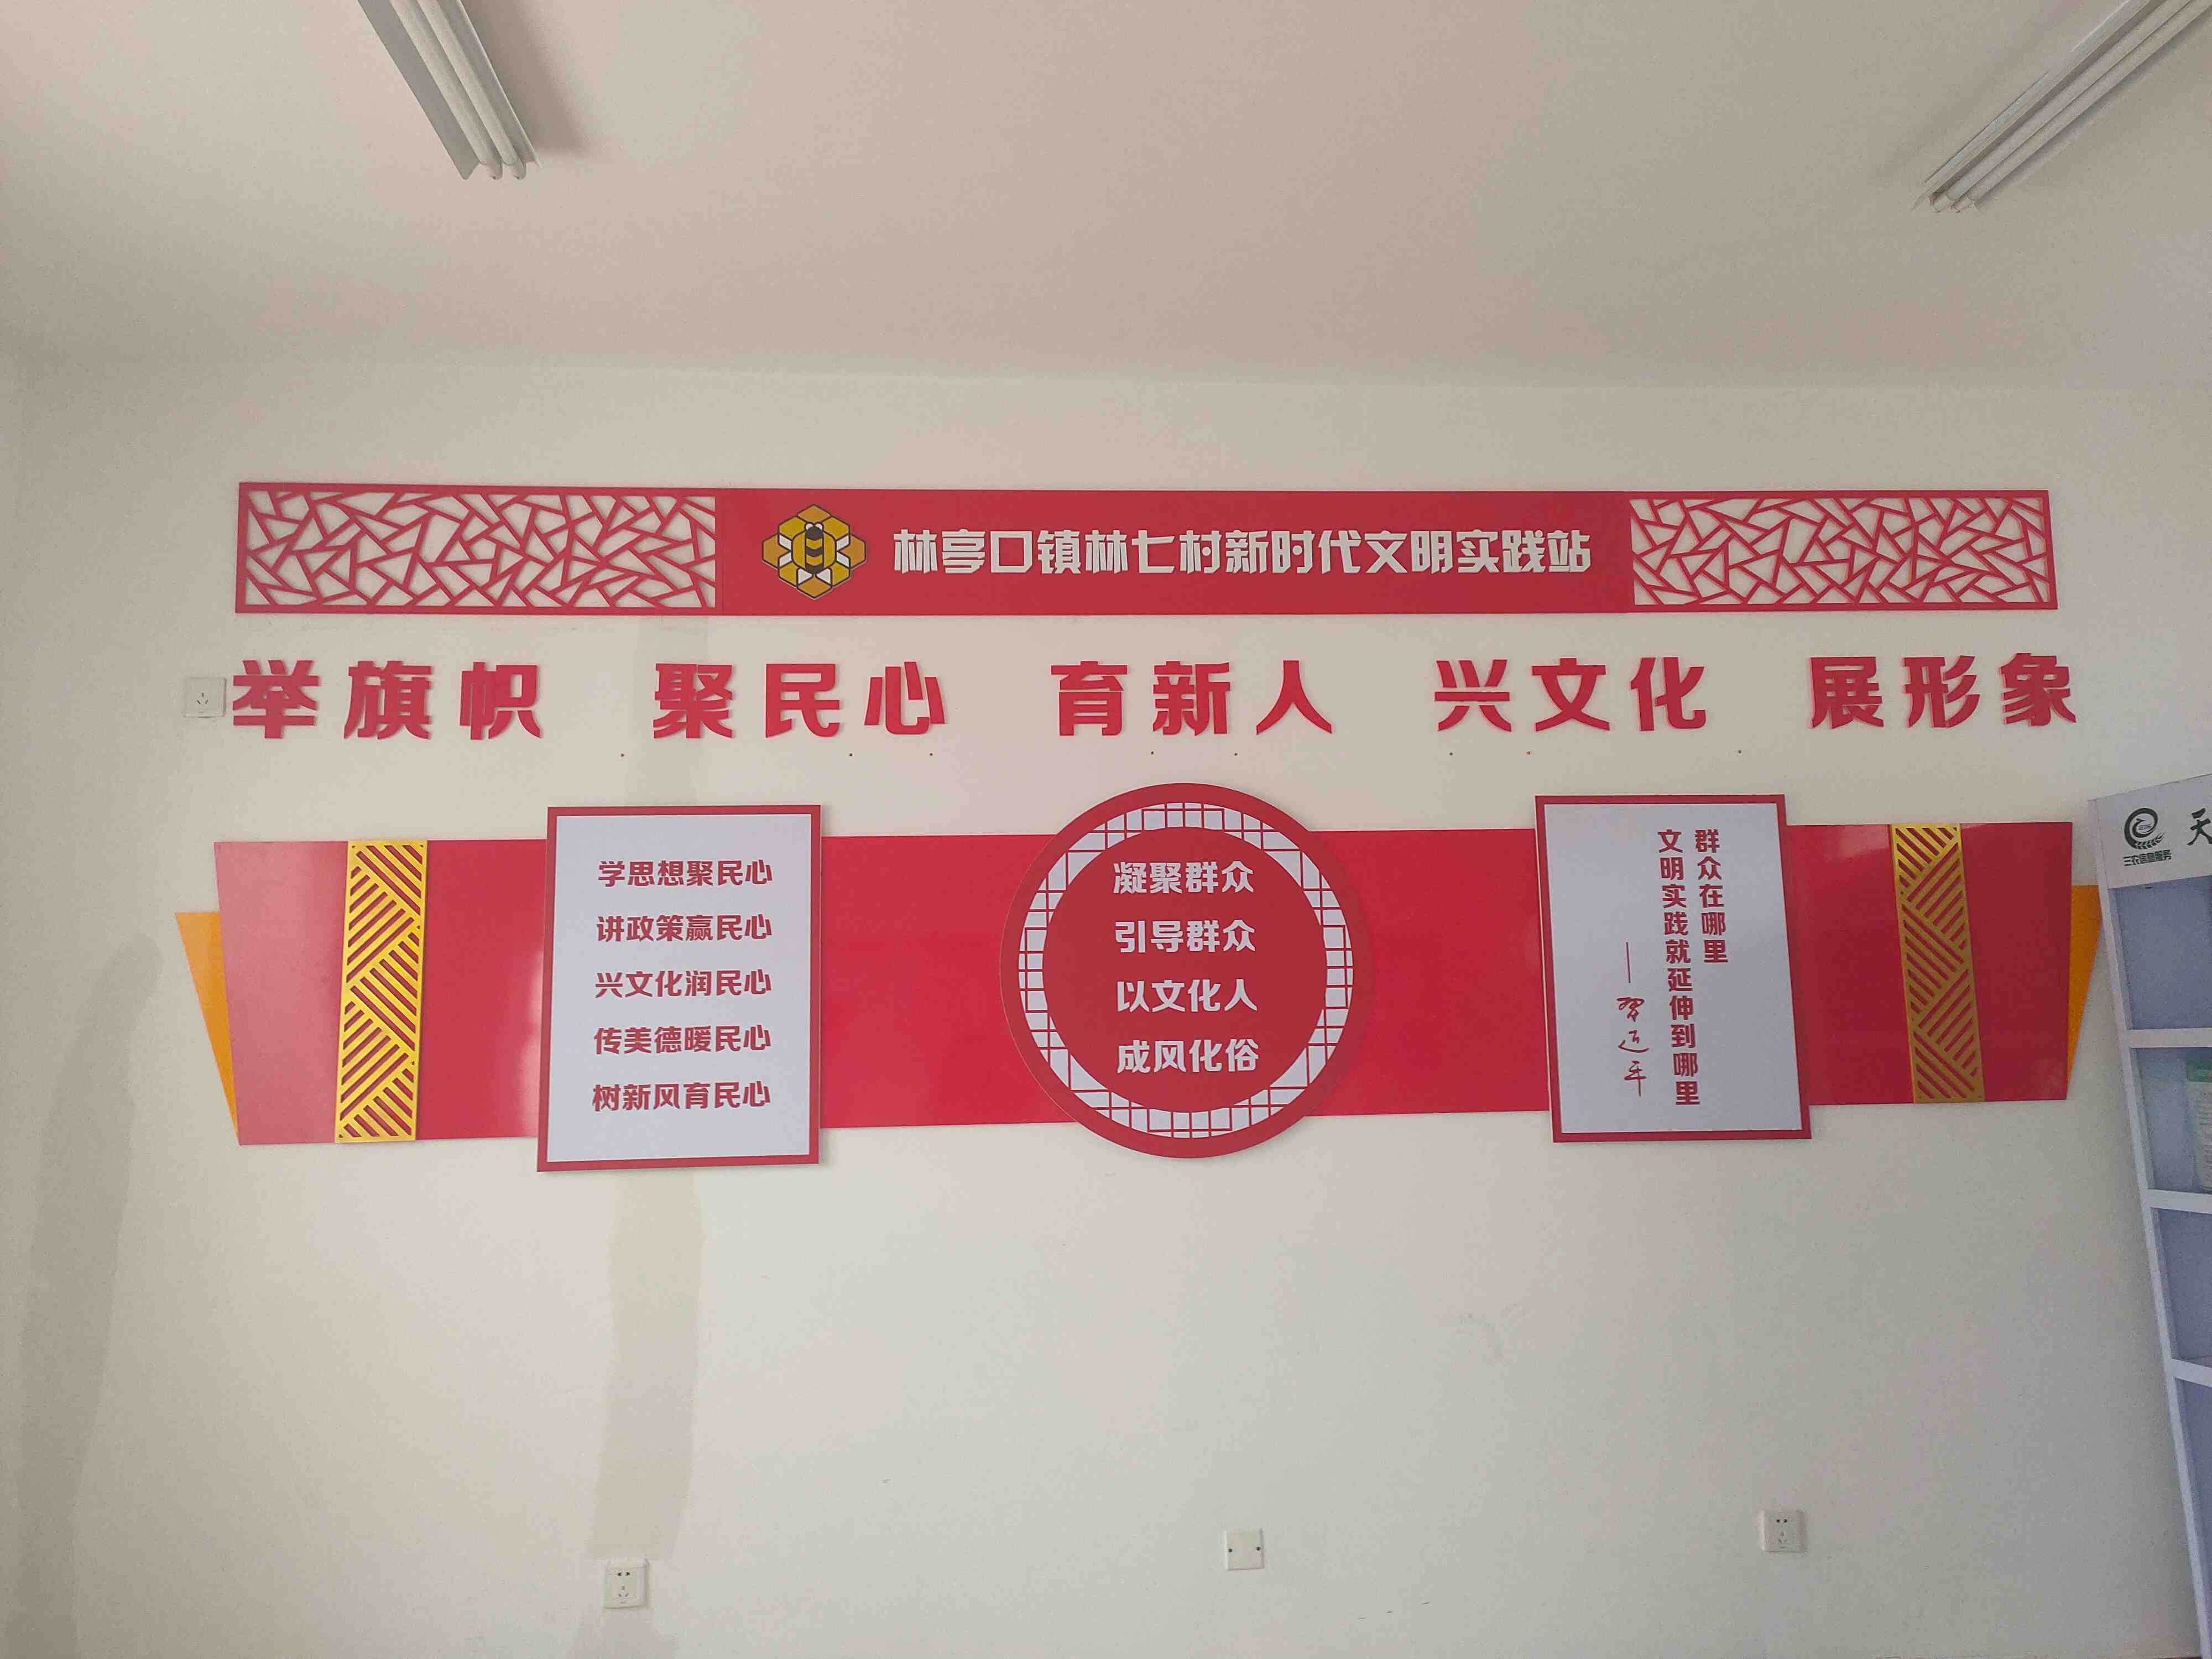 林亭口镇林七村新时代文明实践站
举旗帜 聚民心 育新人 兴文化 展形象
学思想聚民心
讲政策赢民心
兴文化润民心
传美德暖民心
树新风育民心
凝聚群众
引导群众
以文化人
成风化俗
群众在哪里
文明实践就延伸到哪里
——习近平
三农信息服务
天